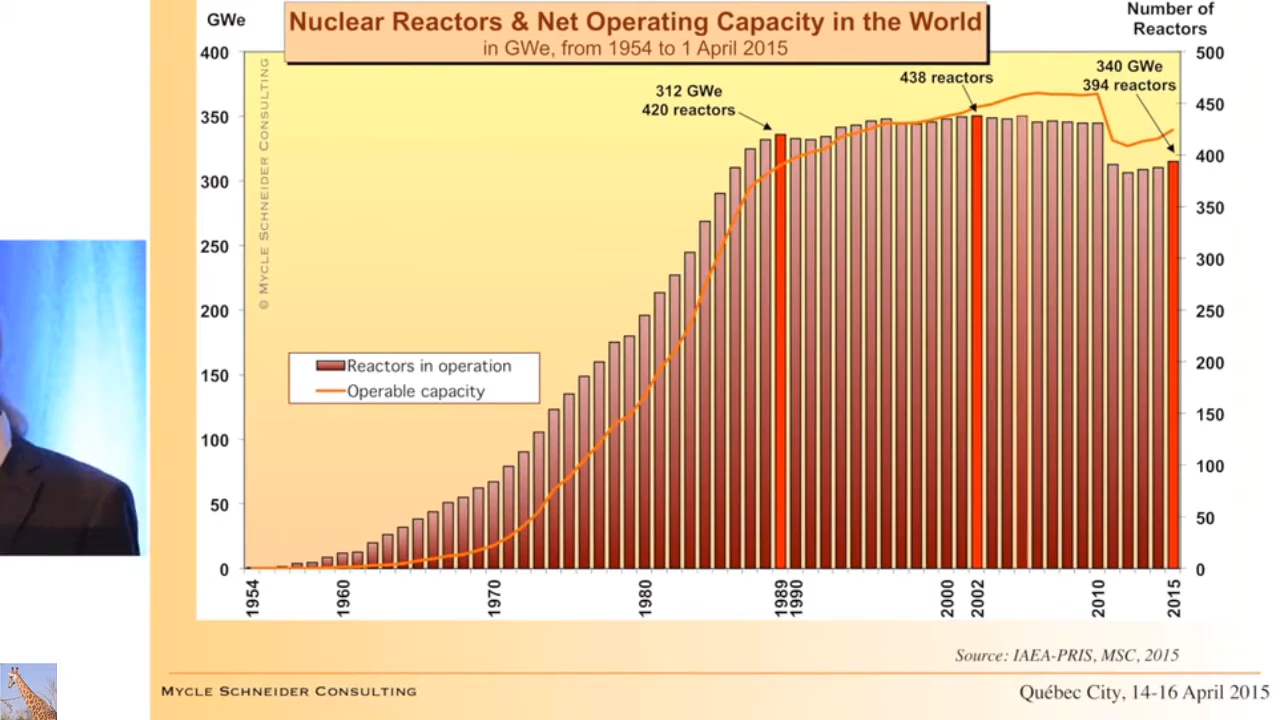 GWe
Nuclear Reactors & Net Operating Capacity in the World
in GWe, from 1954 to 1 April 2015
Number of
Reactors
400
350
300
250
200
150
100
50
0
© MYCLE SCHNEIDER CONSULTING
312 GWe
420 reactors
438 reactors
340 GWe
394 reactors
Reactors in operation
Operable capacity
500
450
400
350
300
250
200
150
100
50
0
1954
1960
1970
1980
1989
1990
2000
2002
2010
2015
Source: IAEA-PRIS, MSC, 2015
MYCLE SCHNEIDER CONSULTING
Québec City, 14-16 April 2015